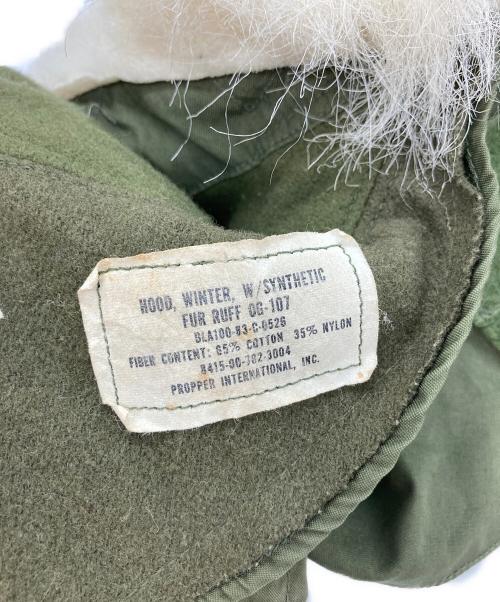 HOOD, WINTER, W/SYNTHETIC
FUR RUFF OG-107
DLA100-83-C-0526
FIBER CONTENT: 65% COTTON 35% NYLON
8415-00-782-3004
PROPPER INTERNATIONAL, INC.